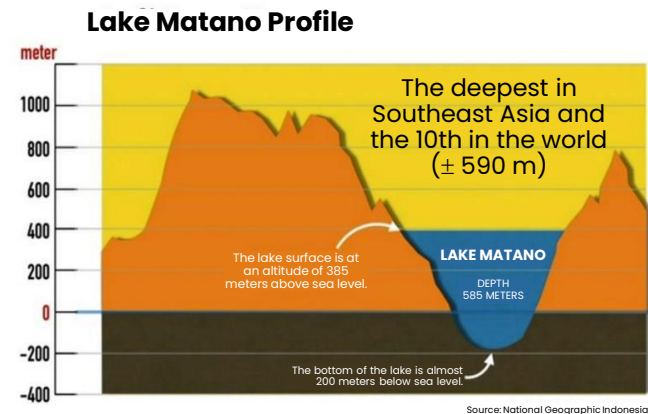 Lake Matano Profile
meter
The deepest in
Southeast Asia and
the 10th in the world
(± 590 m)
1000
800
600
400
200
0
-200
-400
The lake surface is at
an altitude of 385
meters above sea level.
LAKE MATANO
DEPTH
585 METERS
The bottom of the lake is almost
200 meters below sea level.
Source: National Geographic Indonesia